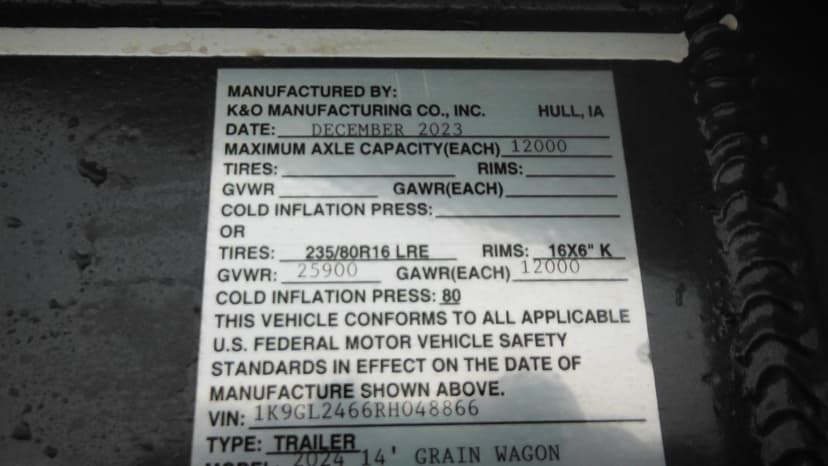 MANUFACTURED BY:
K&O MANUFACTURING CO., INC. HULL, IA
DATE: DECEMBER 2023
MAXIMUM AXLE CAPACITY(EACH) 12000
TIRES: RIMS:
GVWR GAWR(EACH)
COLD INFLATION PRESS:
OR
TIRES: 235/80R16 LRE RIMS: 16X6" K
GVWR: 25900 GAWR(EACH) 12000
COLD INFLATION PRESS: 80
THIS VEHICLE CONFORMS TO ALL APPLICABLE
U.S. FEDERAL MOTOR VEHICLE SAFETY
STANDARDS IN EFFECT ON THE DATE OF
MANUFACTURE SHOWN ABOVE.
VIN: 1K9GL2466RH048866
TYPE: TRAILER
MODEL: 2024 14' GRAIN WAGON